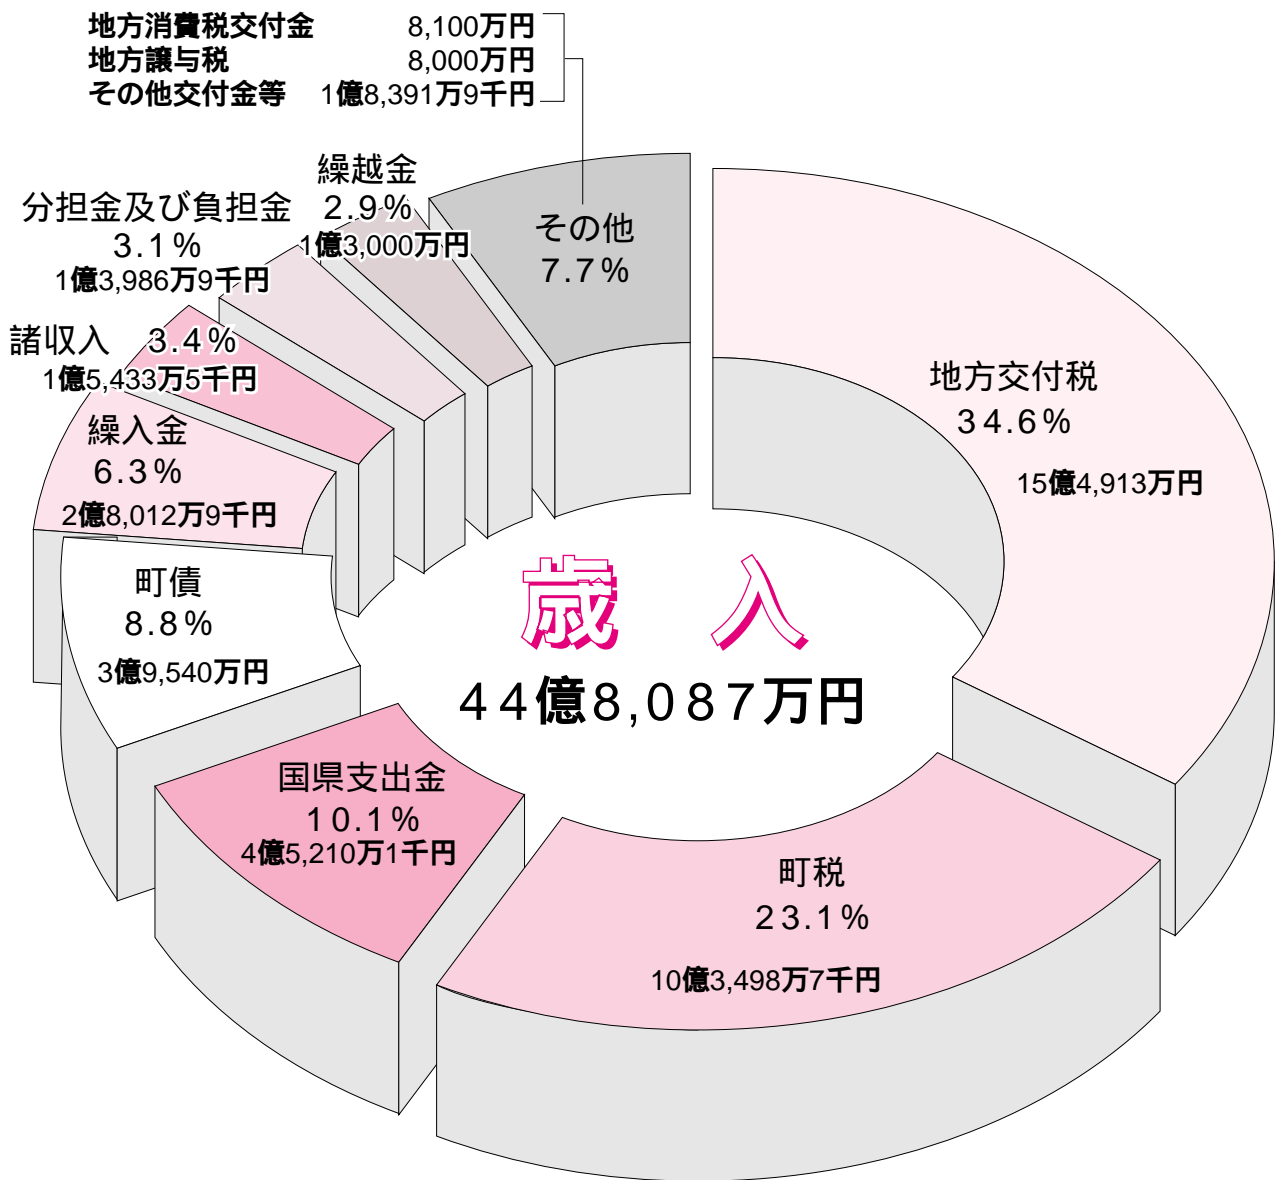 地方消費税交付金 8,100万円
地方譲与税 8,000万円
その他交付金等 1億8,391万9千円
繰越金
2.9%
1億3,000万円
分担金及び負担金
3.1%
1億3,986万9千円
諸収入 3.4%
1億5,433万5千円
繰入金
6.3%
2億8,012万9千円
町債
8.8%
3億9,540万円
国県支出金
10.1%
4億5,210万1千円
町税
23.1%
10億3,498万7千円
地方交付税
34.6%
15億4,913万円
その他
7.7%
歳入
44億8,087万円